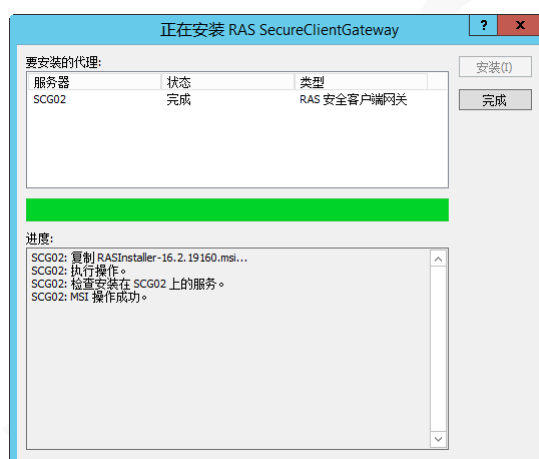 正在安装 RAS SecureClientGateway
? x
要安装的代理:
安装(I)
服务器 状态 类型
SCG02 完成 RAS 安全客户端网关
完成
进度:
SCG02: 复制 RASInstaller-16.2.19160.msi...
SCG02: 执行操作。
SCG02: 检查安装在 SCG02 上的服务。
SCG02: MSI 操作成功。